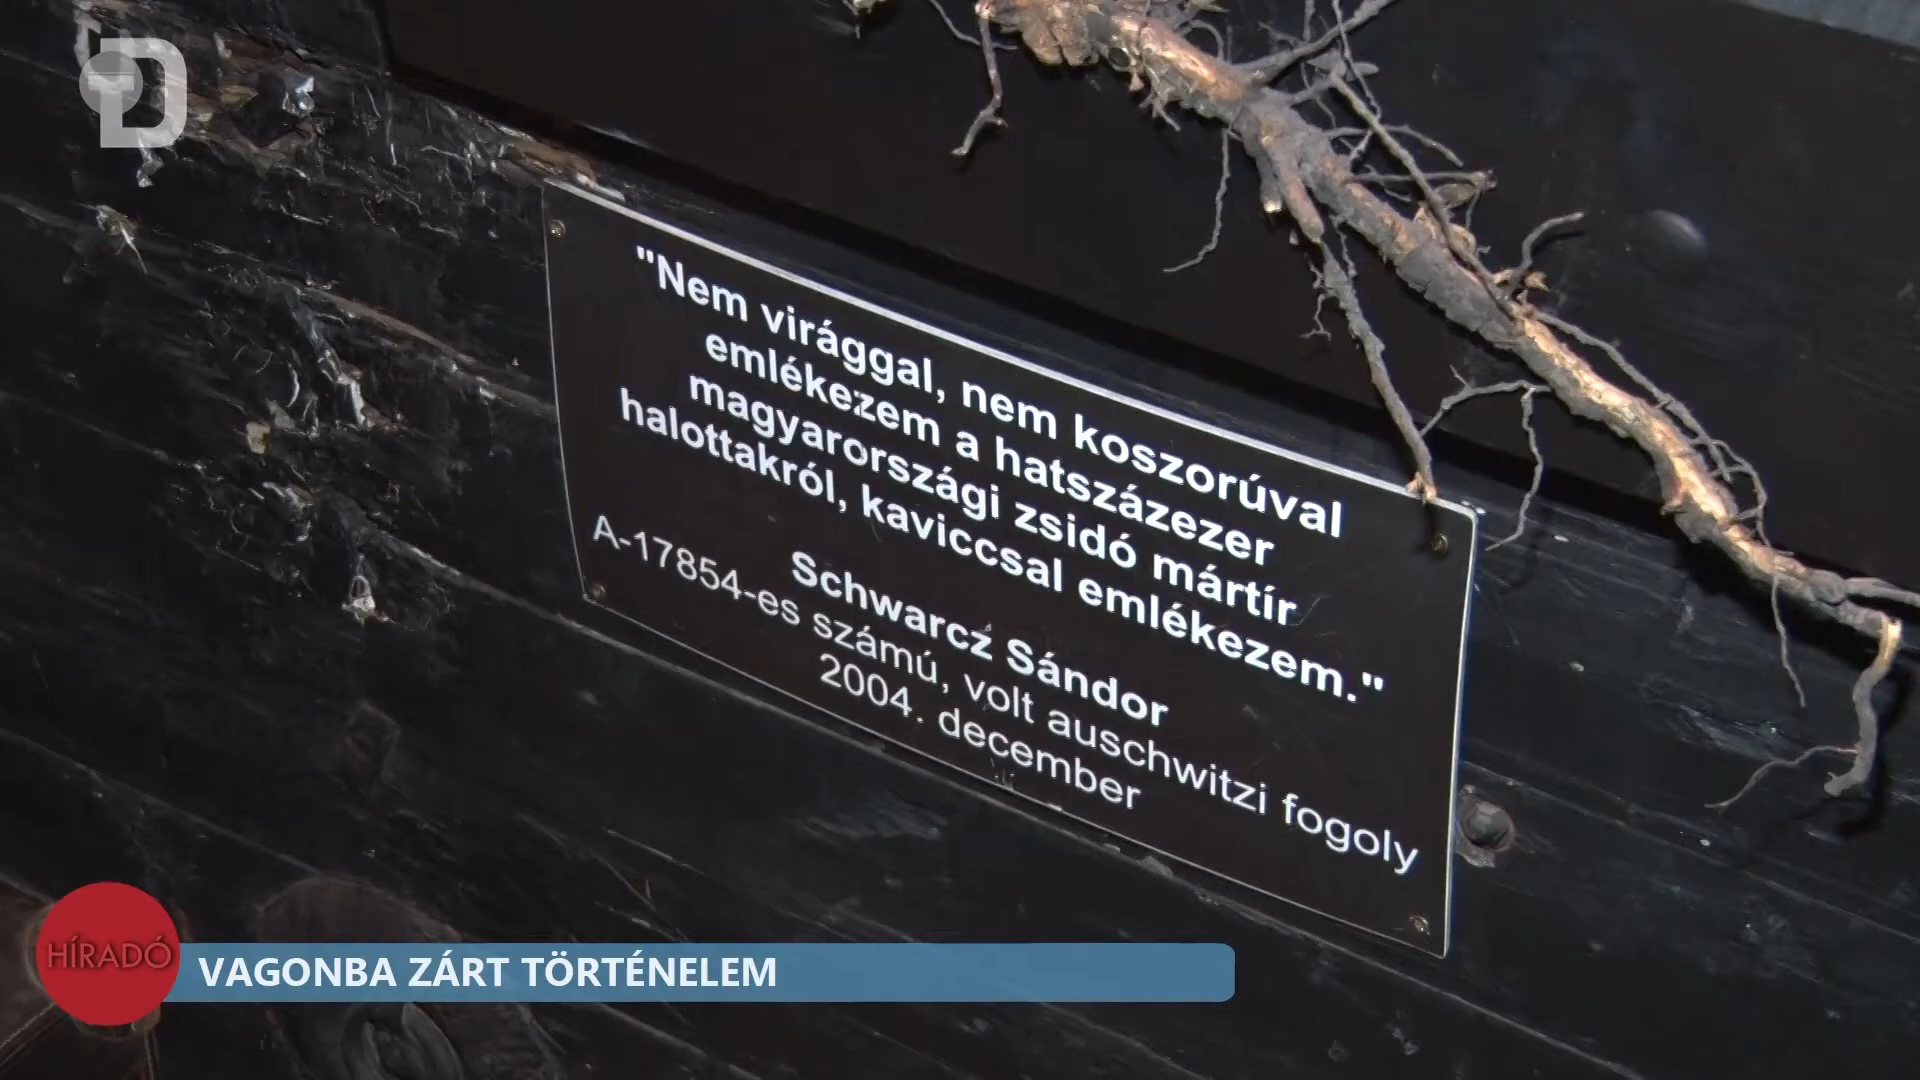 "Nem virággal, nem koszorúval
emlékezem a hatszázezer
magyarországi zsidó mártír
halottakról, kaviccsal emlékezem."
Schwarcz Sándor
A-17854-es számú, volt auschwitzi fogoly
2004. december
HÍRADÓ
VAGONBA ZÁRT TÖRTÉNELEM